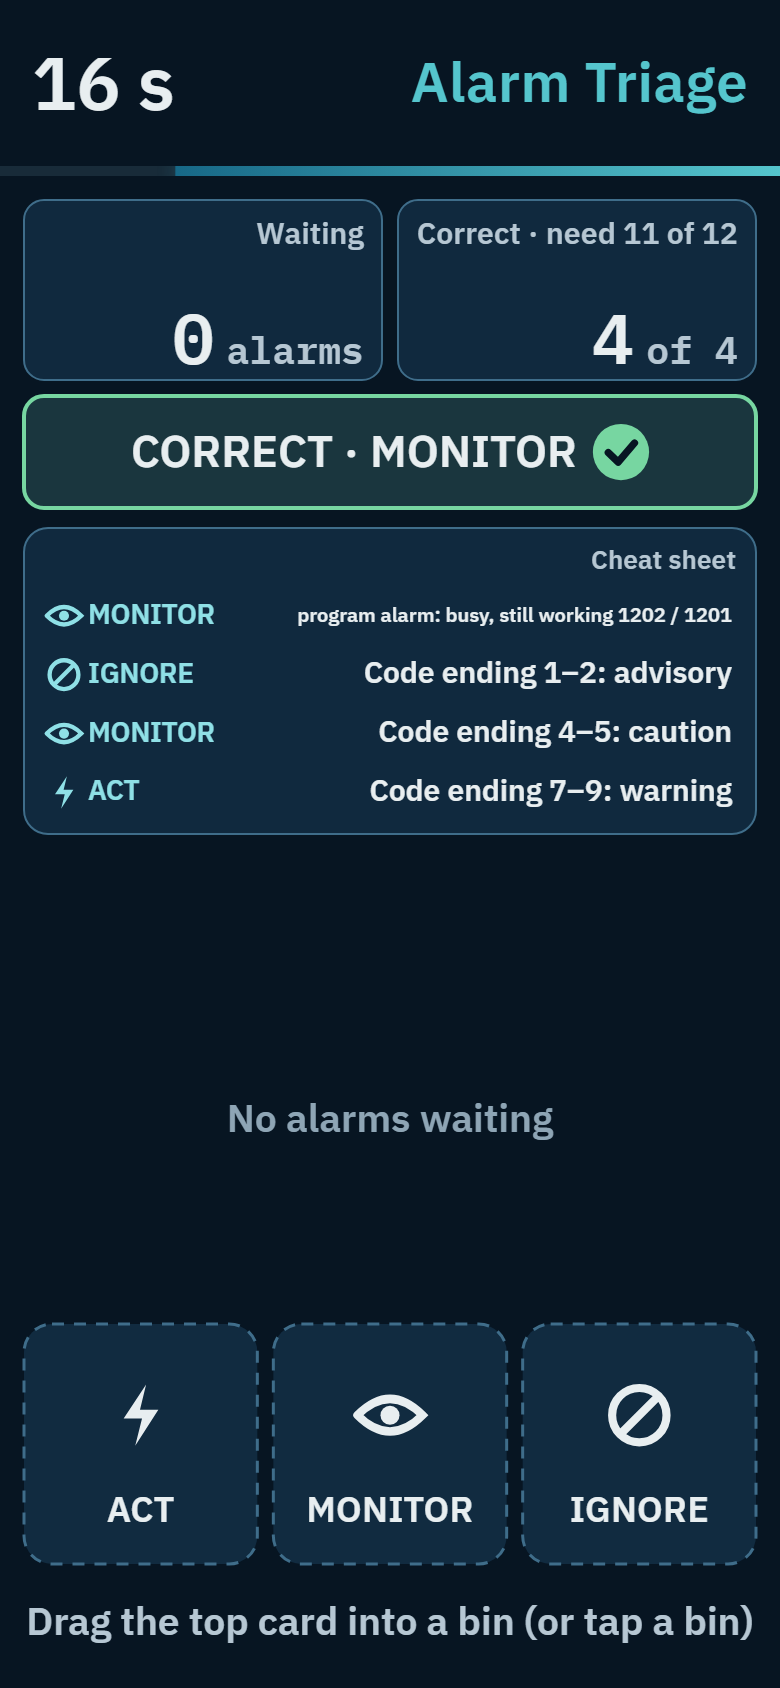 16 s
Alarm Triage
Waiting
0 alarms
Correct · need 11 of 12
4 of 4
CORRECT · MONITOR
Cheat sheet
MONITOR program alarm: busy, still working 1202 / 1201
IGNORE Code ending 1–2: advisory
MONITOR Code ending 4–5: caution
ACT Code ending 7–9: warning
No alarms waiting
ACT
MONITOR
IGNORE
Drag the top card into a bin (or tap a bin)